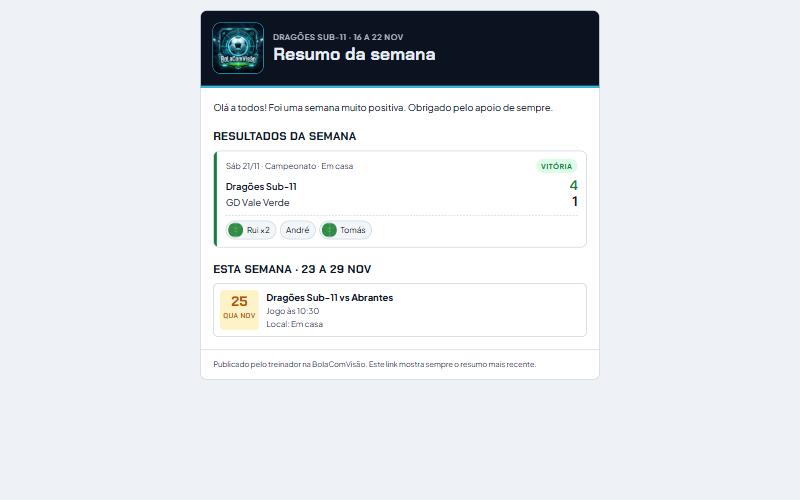 BolaComVisão
DRAGÕES SUB-11 · 16 A 22 NOV
Resumo da semana
Olá a todos! Foi uma semana muito positiva. Obrigado pelo apoio de sempre.
RESULTADOS DA SEMANA
Sáb 21/11 · Campeonato · Em casa
VITÓRIA
Dragões Sub-11 4
GD Vale Verde 1
Rui ×2 André Tomás
ESTA SEMANA · 23 A 29 NOV
25
QUA NOV
Dragões Sub-11 vs Abrantes
Jogo às 10:30
Local: Em casa
Publicado pelo treinador na BolaComVisão. Este link mostra sempre o resumo mais recente.